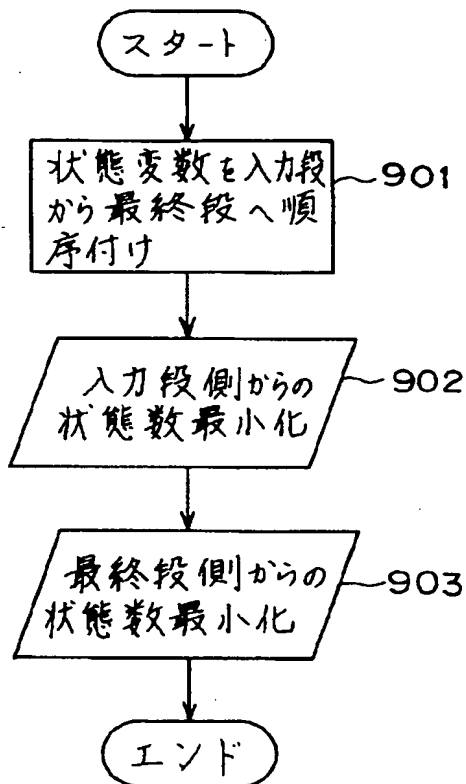 スタート
状態変数を入力段
から最終段へ順
序付け
901
入力段側からの
状態数最小化
902
最終段側からの
状態数最小化
903
エンド